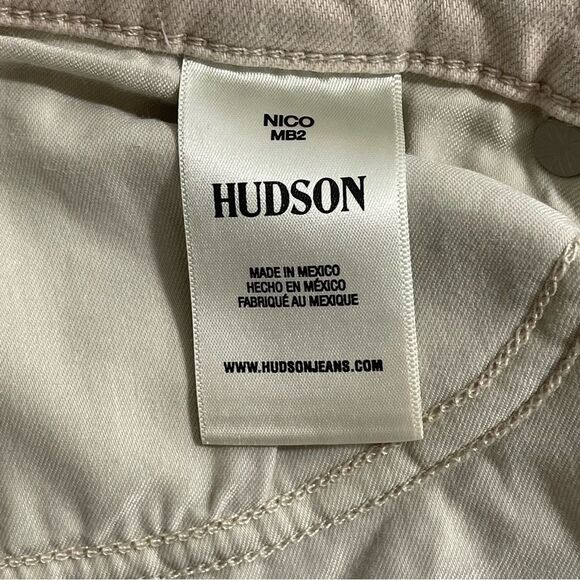 NICO
MB2
HUDSON
MADE IN MEXICO
HECHO EN MÉXICO
FABRIQUÉ AU MEXIQUE
WWW.HUDSONJEANS.COM